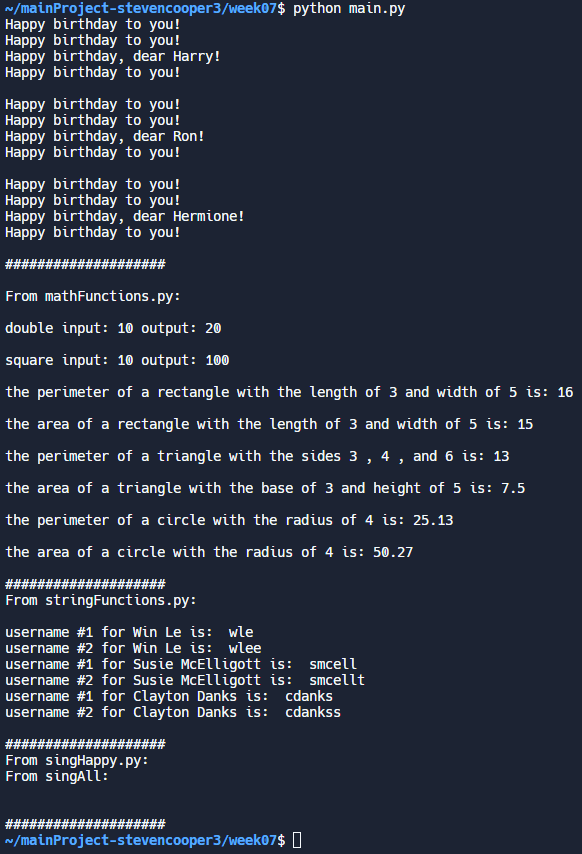 ~/mainProject-stevencooper3/week07$ python main.py
Happy birthday to you!
Happy birthday to you!
Happy birthday, dear Harry!
Happy birthday to you!

Happy birthday to you!
Happy birthday to you!
Happy birthday, dear Ron!
Happy birthday to you!

Happy birthday to you!
Happy birthday to you!
Happy birthday, dear Hermione!
Happy birthday to you!

####################

From mathFunctions.py:

double input: 10 output: 20

square input: 10 output: 100

the perimeter of a rectangle with the length of 3 and width of 5 is: 16

the area of a rectangle with the length of 3 and width of 5 is: 15

the perimeter of a triangle with the sides 3 , 4 , and 6 is: 13

the area of a triangle with the base of 3 and height of 5 is: 7.5

the perimeter of a circle with the radius of 4 is: 25.13

the area of a circle with the radius of 4 is: 50.27

####################
From stringFunctions.py:

username #1 for Win Le is:  wle
username #2 for Win Le is:  wlee
username #1 for Susie McElligott is:  smcell
username #2 for Susie McElligott is:  smcellt
username #1 for Clayton Danks is:  cdanks
username #2 for Clayton Danks is:  cdankss

####################
From singHappy.py:
From singAll:


####################
~/mainProject-stevencooper3/week07$